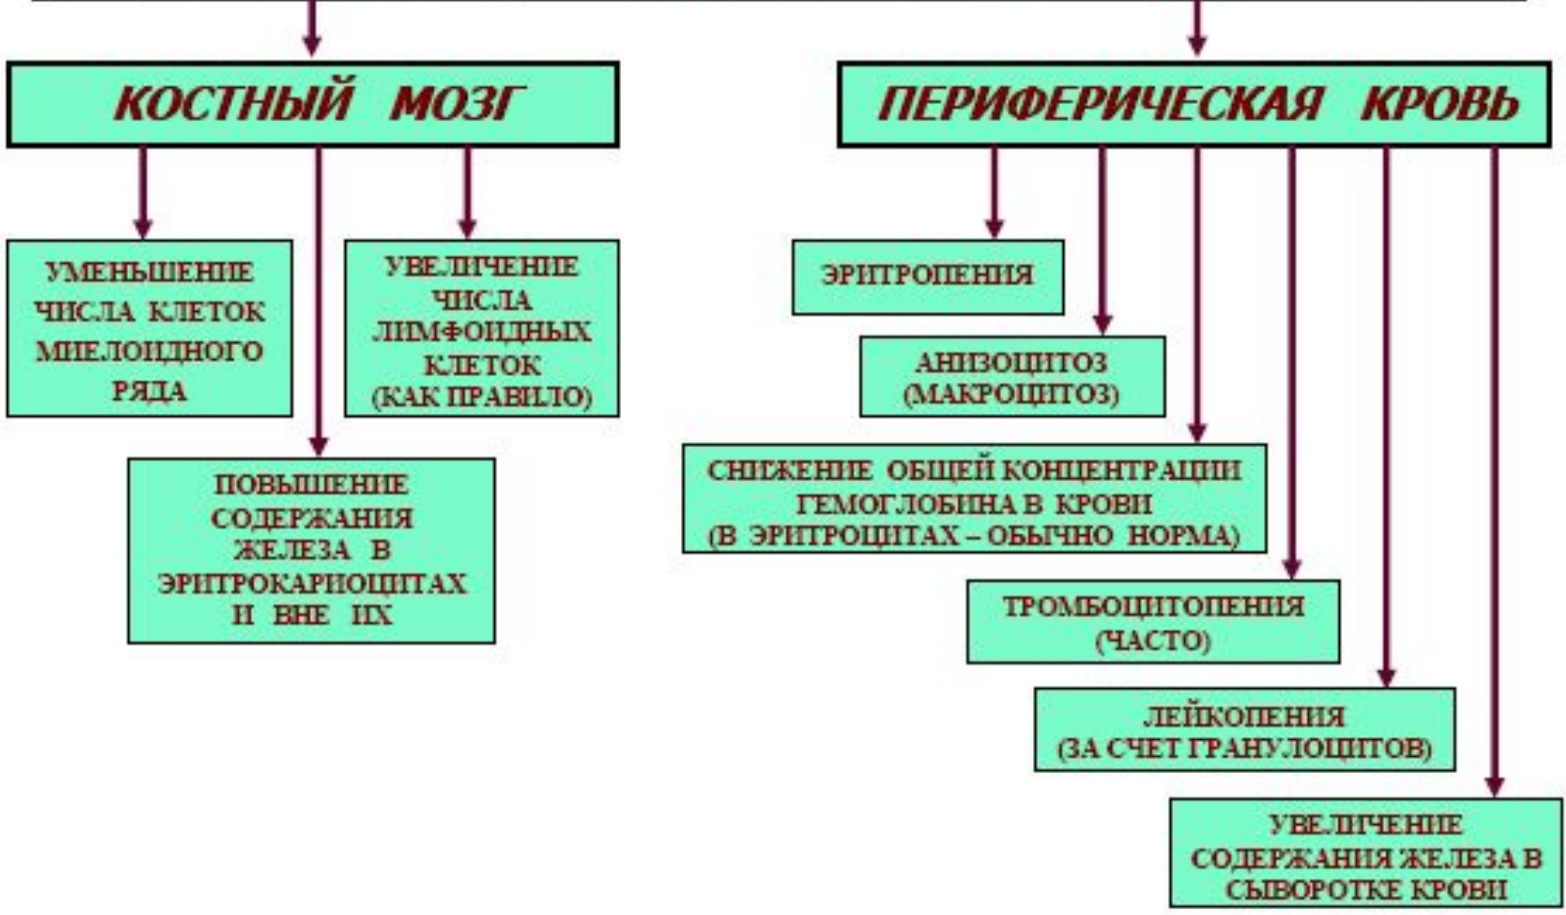 КОСТНЫЙ МОЗГ
УМЕНЬШЕНИЕ
ЧИСЛА КЛЕТОК
МИЕЛОИДНОГО
РЯДА
УВЕЛИЧЕНИЕ
ЧИСЛА
ЛИМФОИДНЫХ
КЛЕТОК
(КАК ПРАВИЛО)
ПОВЫШЕНИЕ
СОДЕРЖАНИЯ
ЖЕЛЕЗА В
ЭРИТРОКАРИОЦИТАХ
И ВНЕ ИХ
ПЕРИФЕРИЧЕСКАЯ КРОВЬ
ЭРИТРОПЕНИЯ
АНИЗОЦИТОЗ
(МАКРОЦИТОЗ)
СНИЖЕНИЕ ОБЩЕЙ КОНЦЕНТРАЦИИ
ГЕМОГЛОБИНА В КРОВИ
(В ЭРИТРОЦИТАХ – ОБЫЧНО НОРМА)
ТРОМБОЦИТОПЕНИЯ
(ЧАСТО)
ЛЕЙКОПЕНИЯ
(ЗА СЧЕТ ГРАНУЛОЦИТОВ)
УВЕЛИЧЕНИЕ
СОДЕРЖАНИЯ ЖЕЛЕЗА В
СЫВОРОТКЕ КРОВИ